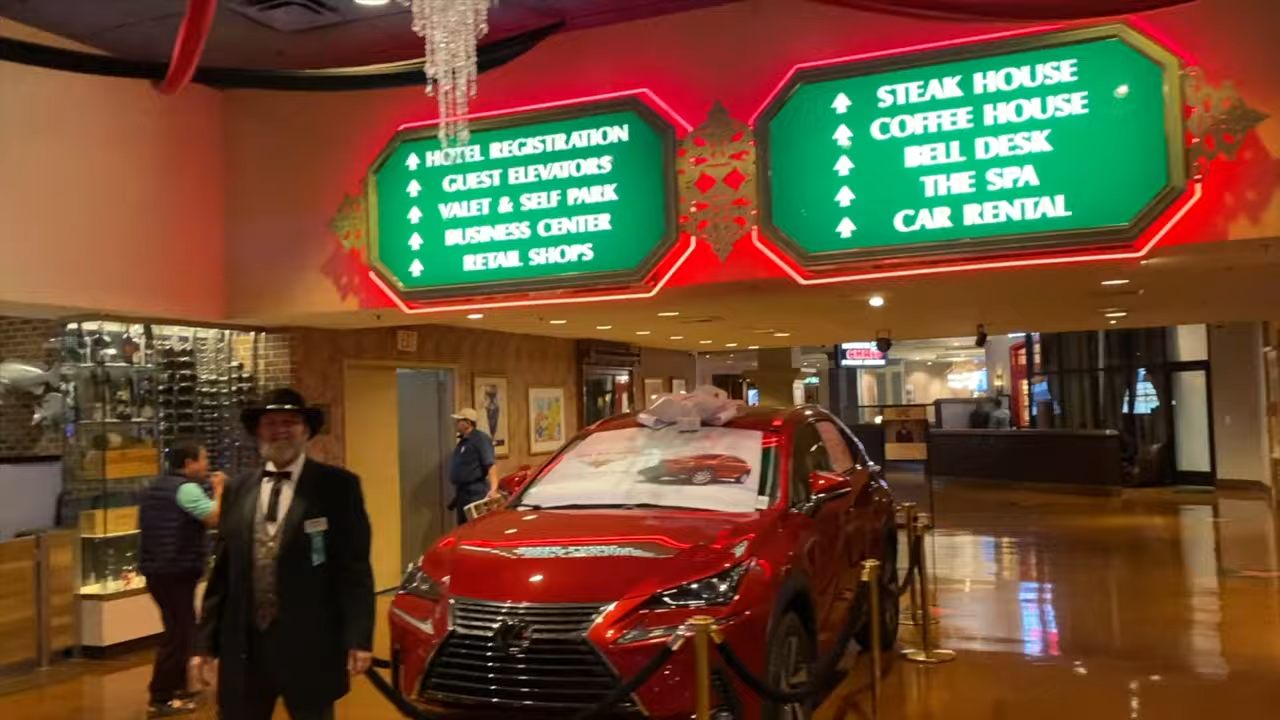 HOTEL REGISTRATION
GUEST ELEVATORS
VALET & SELF PARK
BUSINESS CENTER
RETAIL SHOPS
STEAK HOUSE
COFFEE HOUSE
BELL DESK
THE SPA
CAR RENTAL